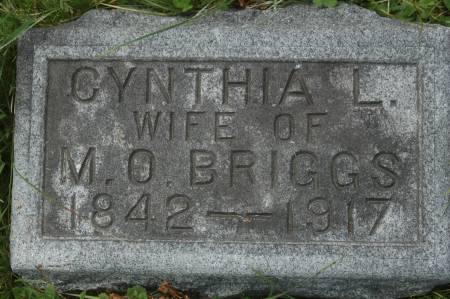 CYNTHIA L.
WIFE OF
M. O. BRIGGS
1842—1917